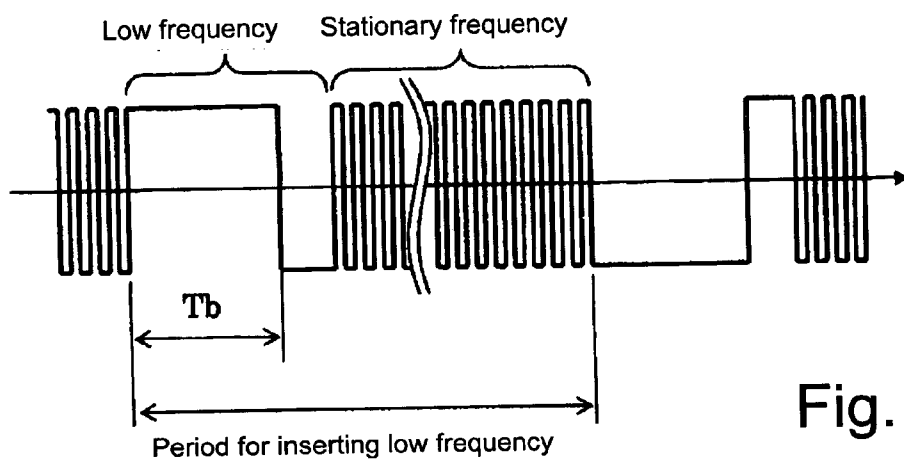 Low frequency
Stationary frequency
Tb
Period for inserting low frequency
Fig.